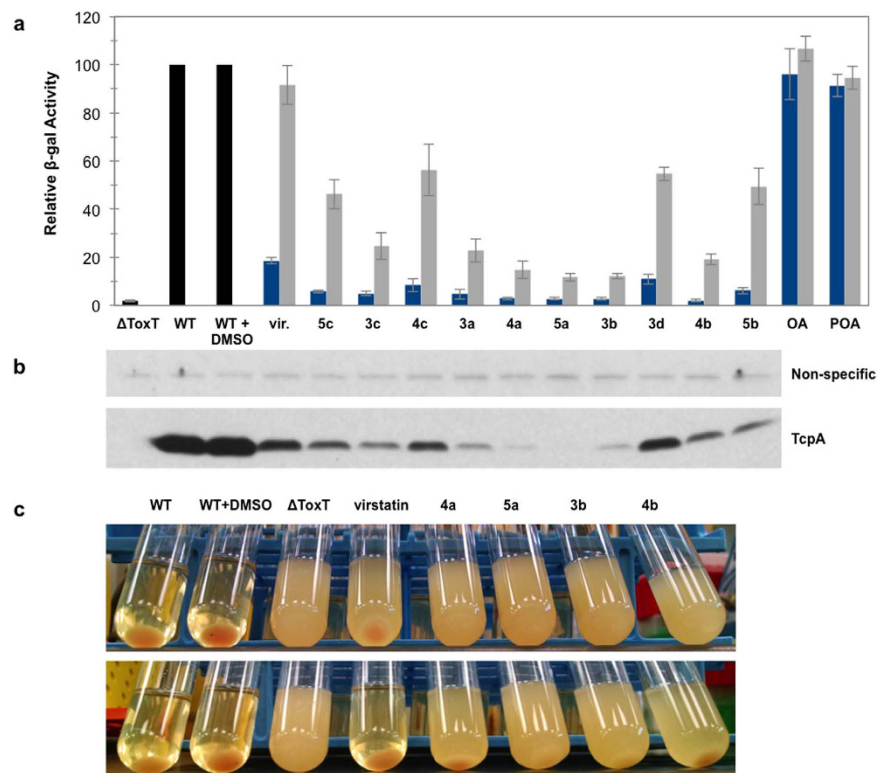 a
120
100
80
60
40
20
0
Relative β-gal Activity
ΔToxT WT WT + vir. 5c 3c 4c 3a 4a 5a 3b 3d 4b 5b OA POA
DMSO
b
Non-specific
TcpA
c
WT WT+DMSO ΔToxT virstatin 4a 5a 3b 4b